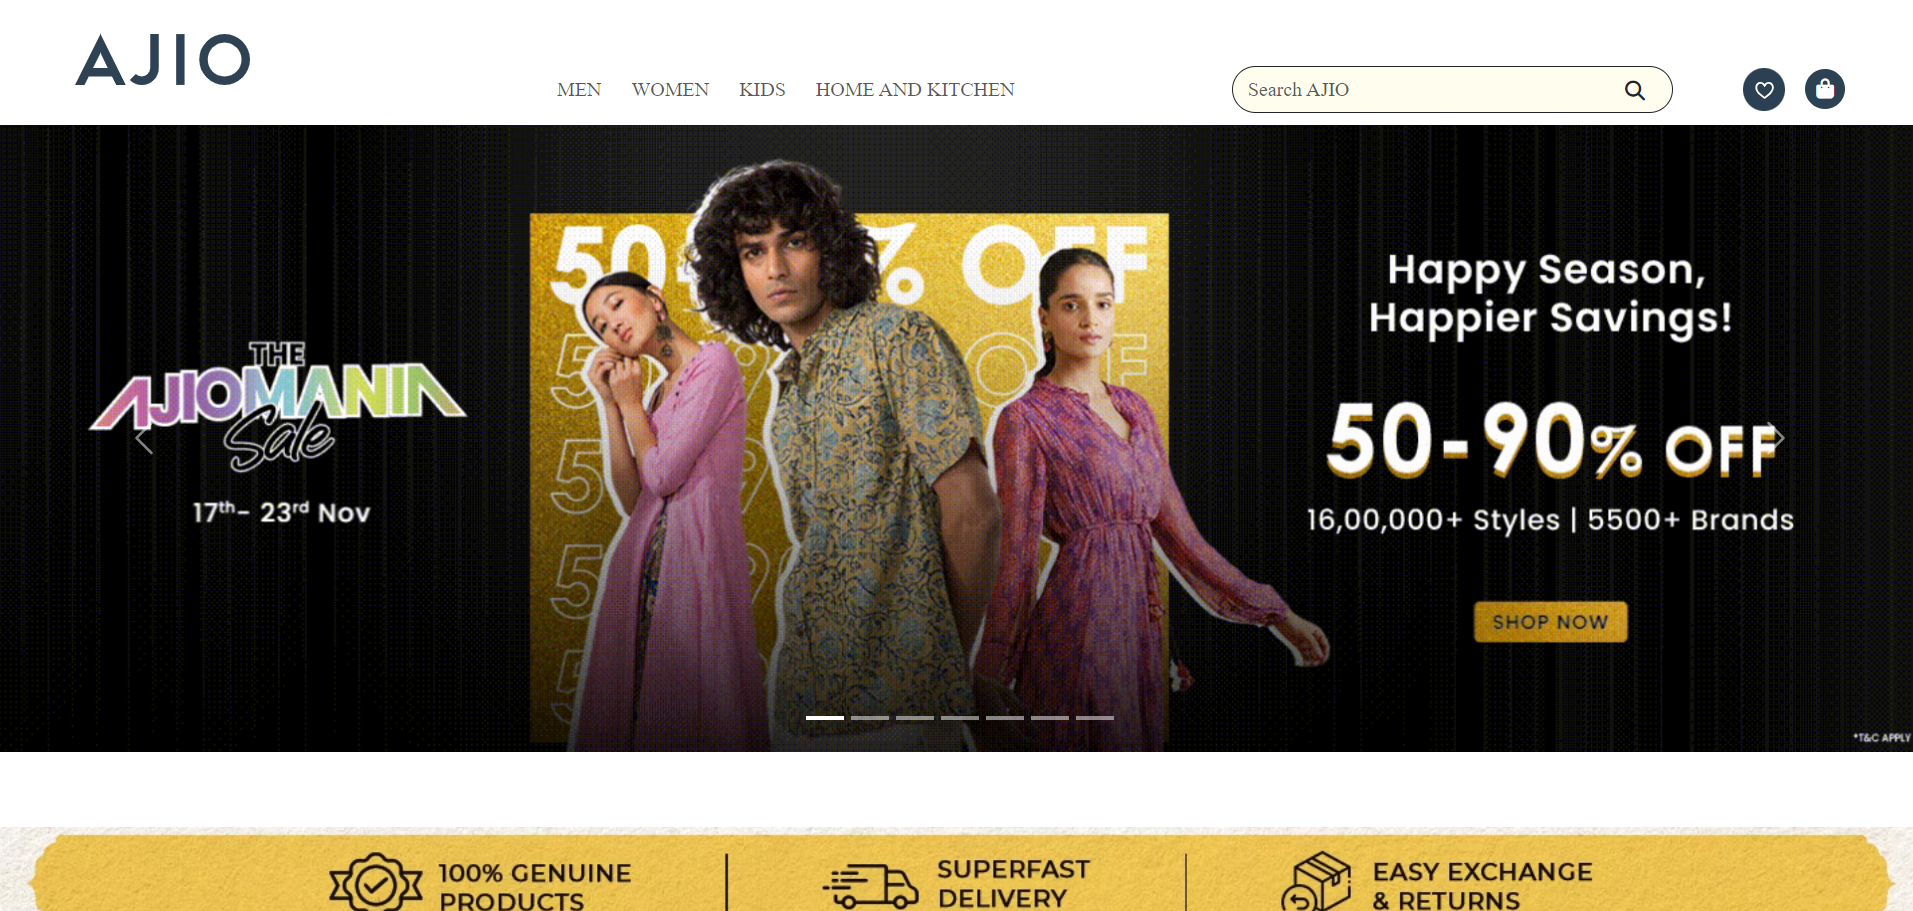 AJIO
MEN WOMEN KIDS HOME AND KITCHEN
Search AJIO
50-% OFF
THE
AJIOMANIA
Sale
17th– 23rd Nov
Happy Season,
Happier Savings!
50-90% OFF
16,00,000+ Styles | 5500+ Brands
SHOP NOW
*T&C APPLY
100% GENUINE
PRODUCTS
SUPERFAST
DELIVERY
EASY EXCHANGE
& RETURNS